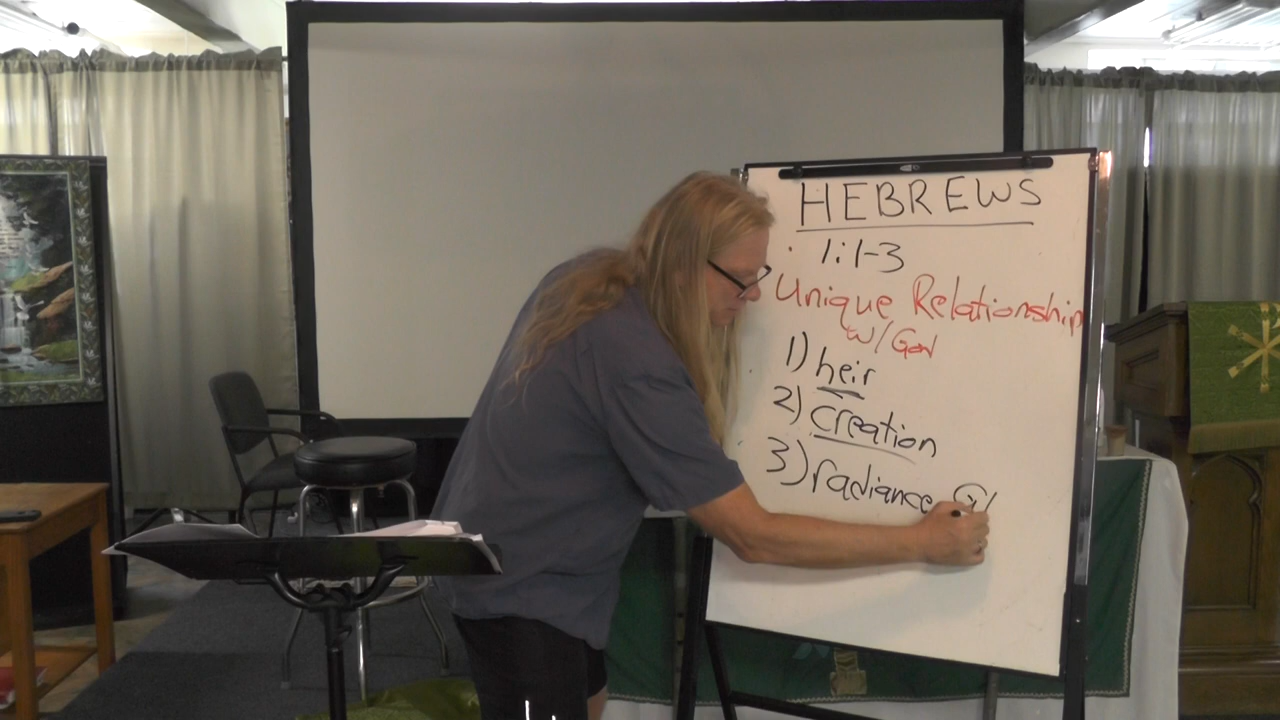 HEBREWS
1:1-3
Unique Relationship
w/God
1) heir
2) creation
3) radiance